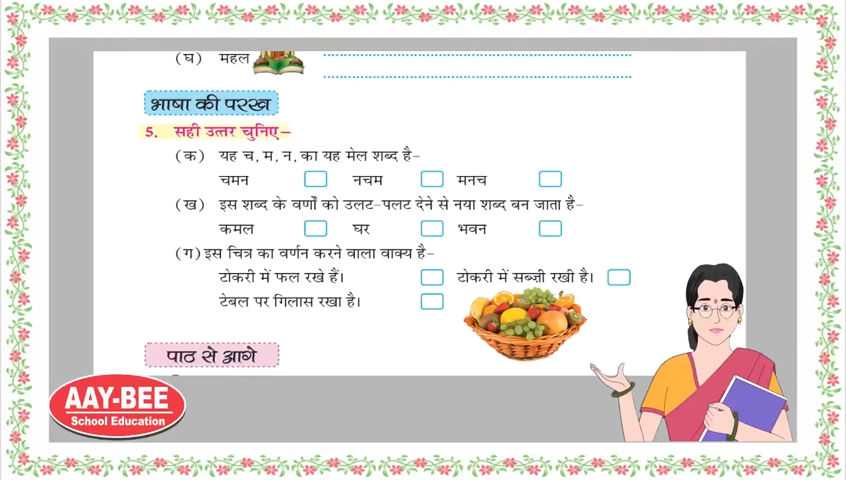 (घ) महल
भाषा की परख
5. सही उत्तर चुनिए–
(क) यह च, म, न, का यह मेल शब्द है–
चमन नचम मनच
(ख) इस शब्द के वर्णों को उलट-पलट देने से नया शब्द बन जाता है–
कमल घर भवन
(ग) इस चित्र का वर्णन करने वाला वाक्य है–
टोकरी में फल रखे हैं। टोकरी में सब्ज़ी रखी है।
टेबल पर गिलास रखा है।
पाठ से आगे
AAY-BEE
School Education